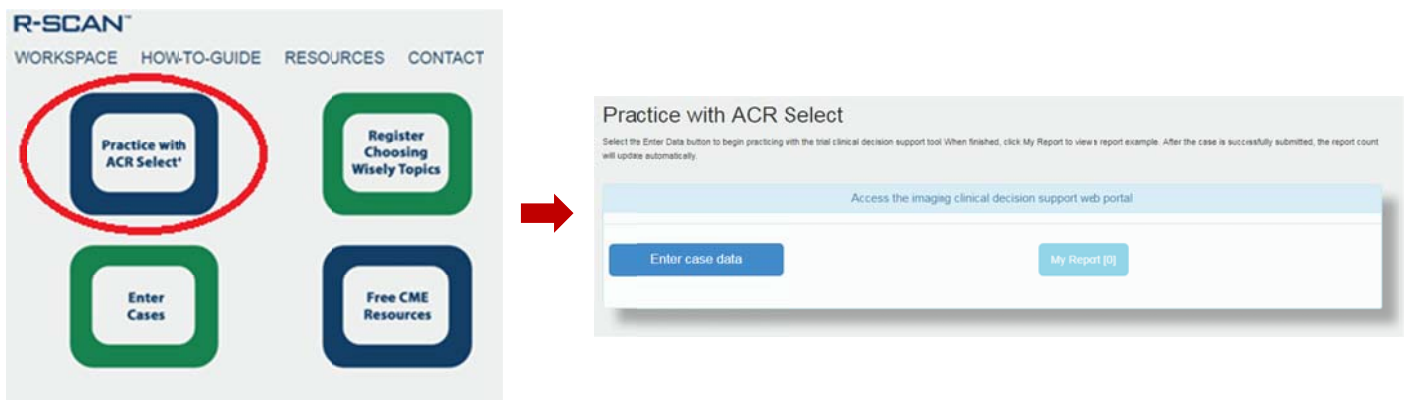 R-SCAN™
WORKSPACE HOW-TO-GUIDE RESOURCES CONTACT
Practice with
ACR Select'
Register
Choosing
Wisely Topics
Enter
Cases
Free CME
Resources
Practice with ACR Select
Select the Enter Data button to begin practicing with the trial clinical decision support tool When finished, click My Report to view a report example. After the case is successfully submitted, the report count
will update automatically.
Access the imaging clinical decision support web portal
Enter case data
My Report [0]